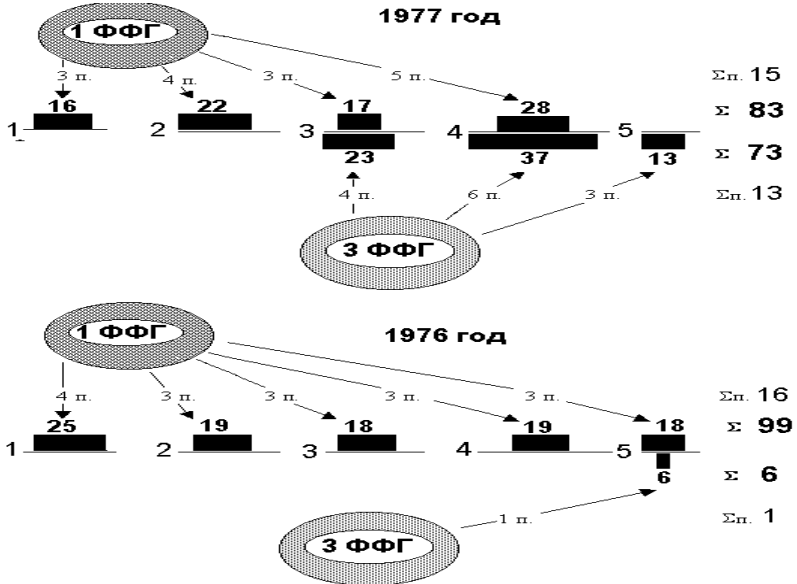 1977 год
1 ФФГ
3 п. 4 п. 3 п. 5 п. Σп. 15
16 22 17 28 Σ 83
1 2 3 4 5
23 37 13 Σ 73
4 п. 6 п. 3 п. Σп. 13
3 ФФГ
1 ФФГ
1976 год
4 п. 3 п. 3 п. 3 п. 3 п. Σп. 16
25 19 18 19 18 Σ 99
1 2 3 4 5
6 Σ 6
1 п. Σп. 1
3 ФФГ